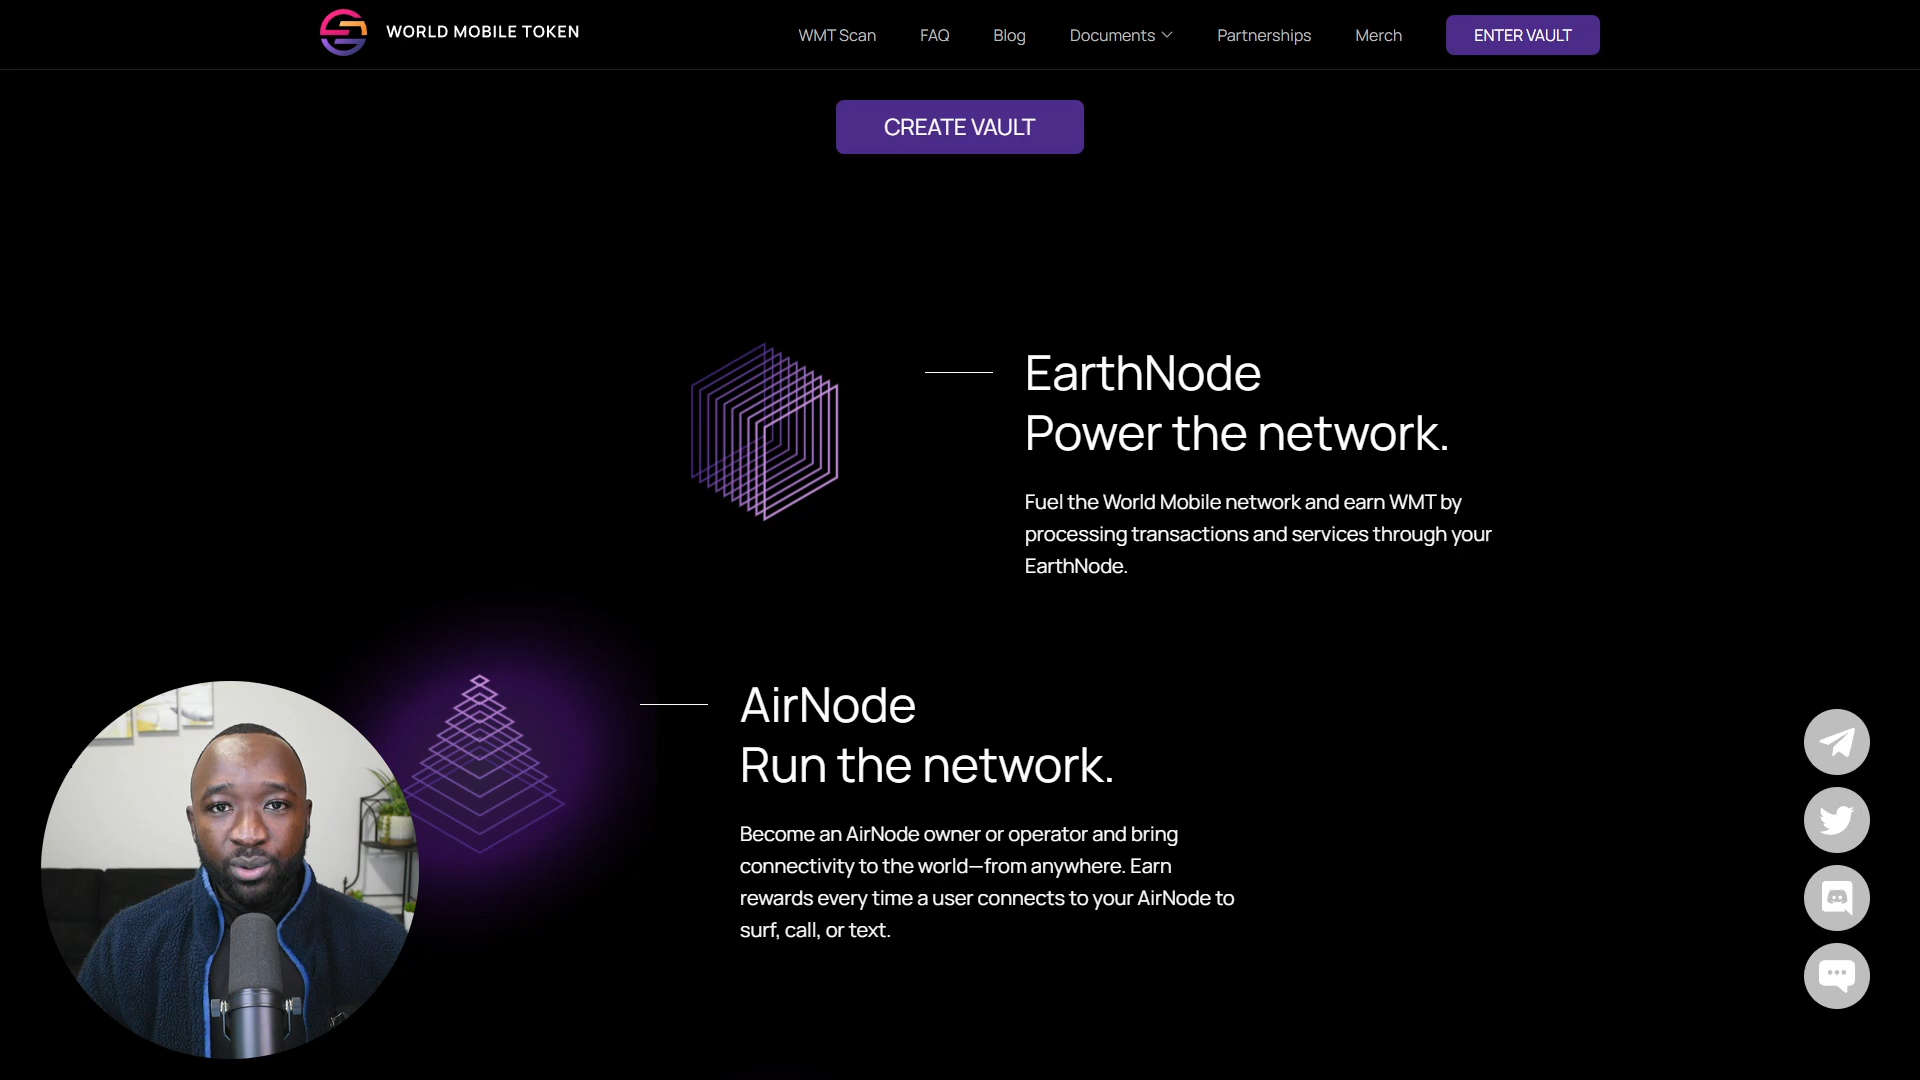 WORLD MOBILE TOKEN
WMT Scan
FAQ
Blog
Documents
Partnerships
Merch
ENTER VAULT
CREATE VAULT
EarthNode
Power the network.
Fuel the World Mobile network and earn WMT by
processing transactions and services through your
EarthNode.
AirNode
Run the network.
Become an AirNode owner or operator and bring
connectivity to the world—from anywhere. Earn
rewards every time a user connects to your AirNode to
surf, call, or text.